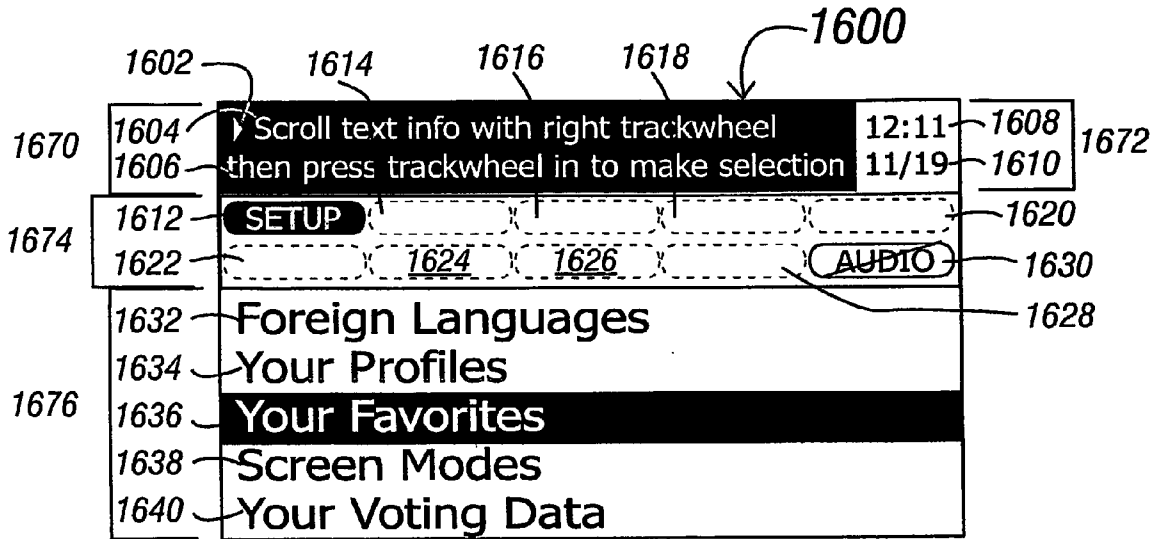 1600
1602 1614 1616 1618
1670 1604 Scroll text info with right trackwheel 12:11 1608 1672
1606 then press trackwheel in to make selection 11/19 1610
1674 1612 SETUP 1620
1622 1624 1626 AUDIO 1630
1632 Foreign Languages 1628
1634 Your Profiles
1676 1636 Your Favorites
1638 Screen Modes
1640 Your Voting Data